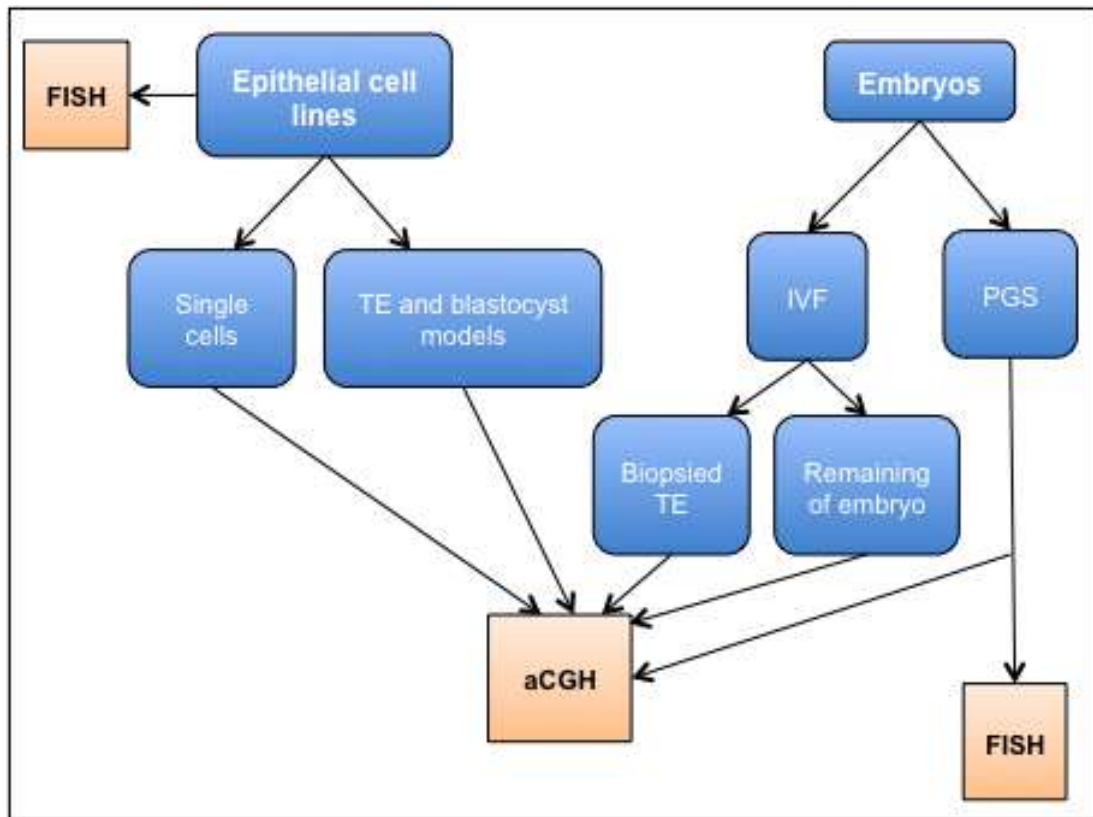 FISH
Epithelial cell
lines
Embryos
Single
cells
TE and blastocyst
models
IVF
PGS
Biopsied
TE
Remaining
of embryo
aCGH
FISH